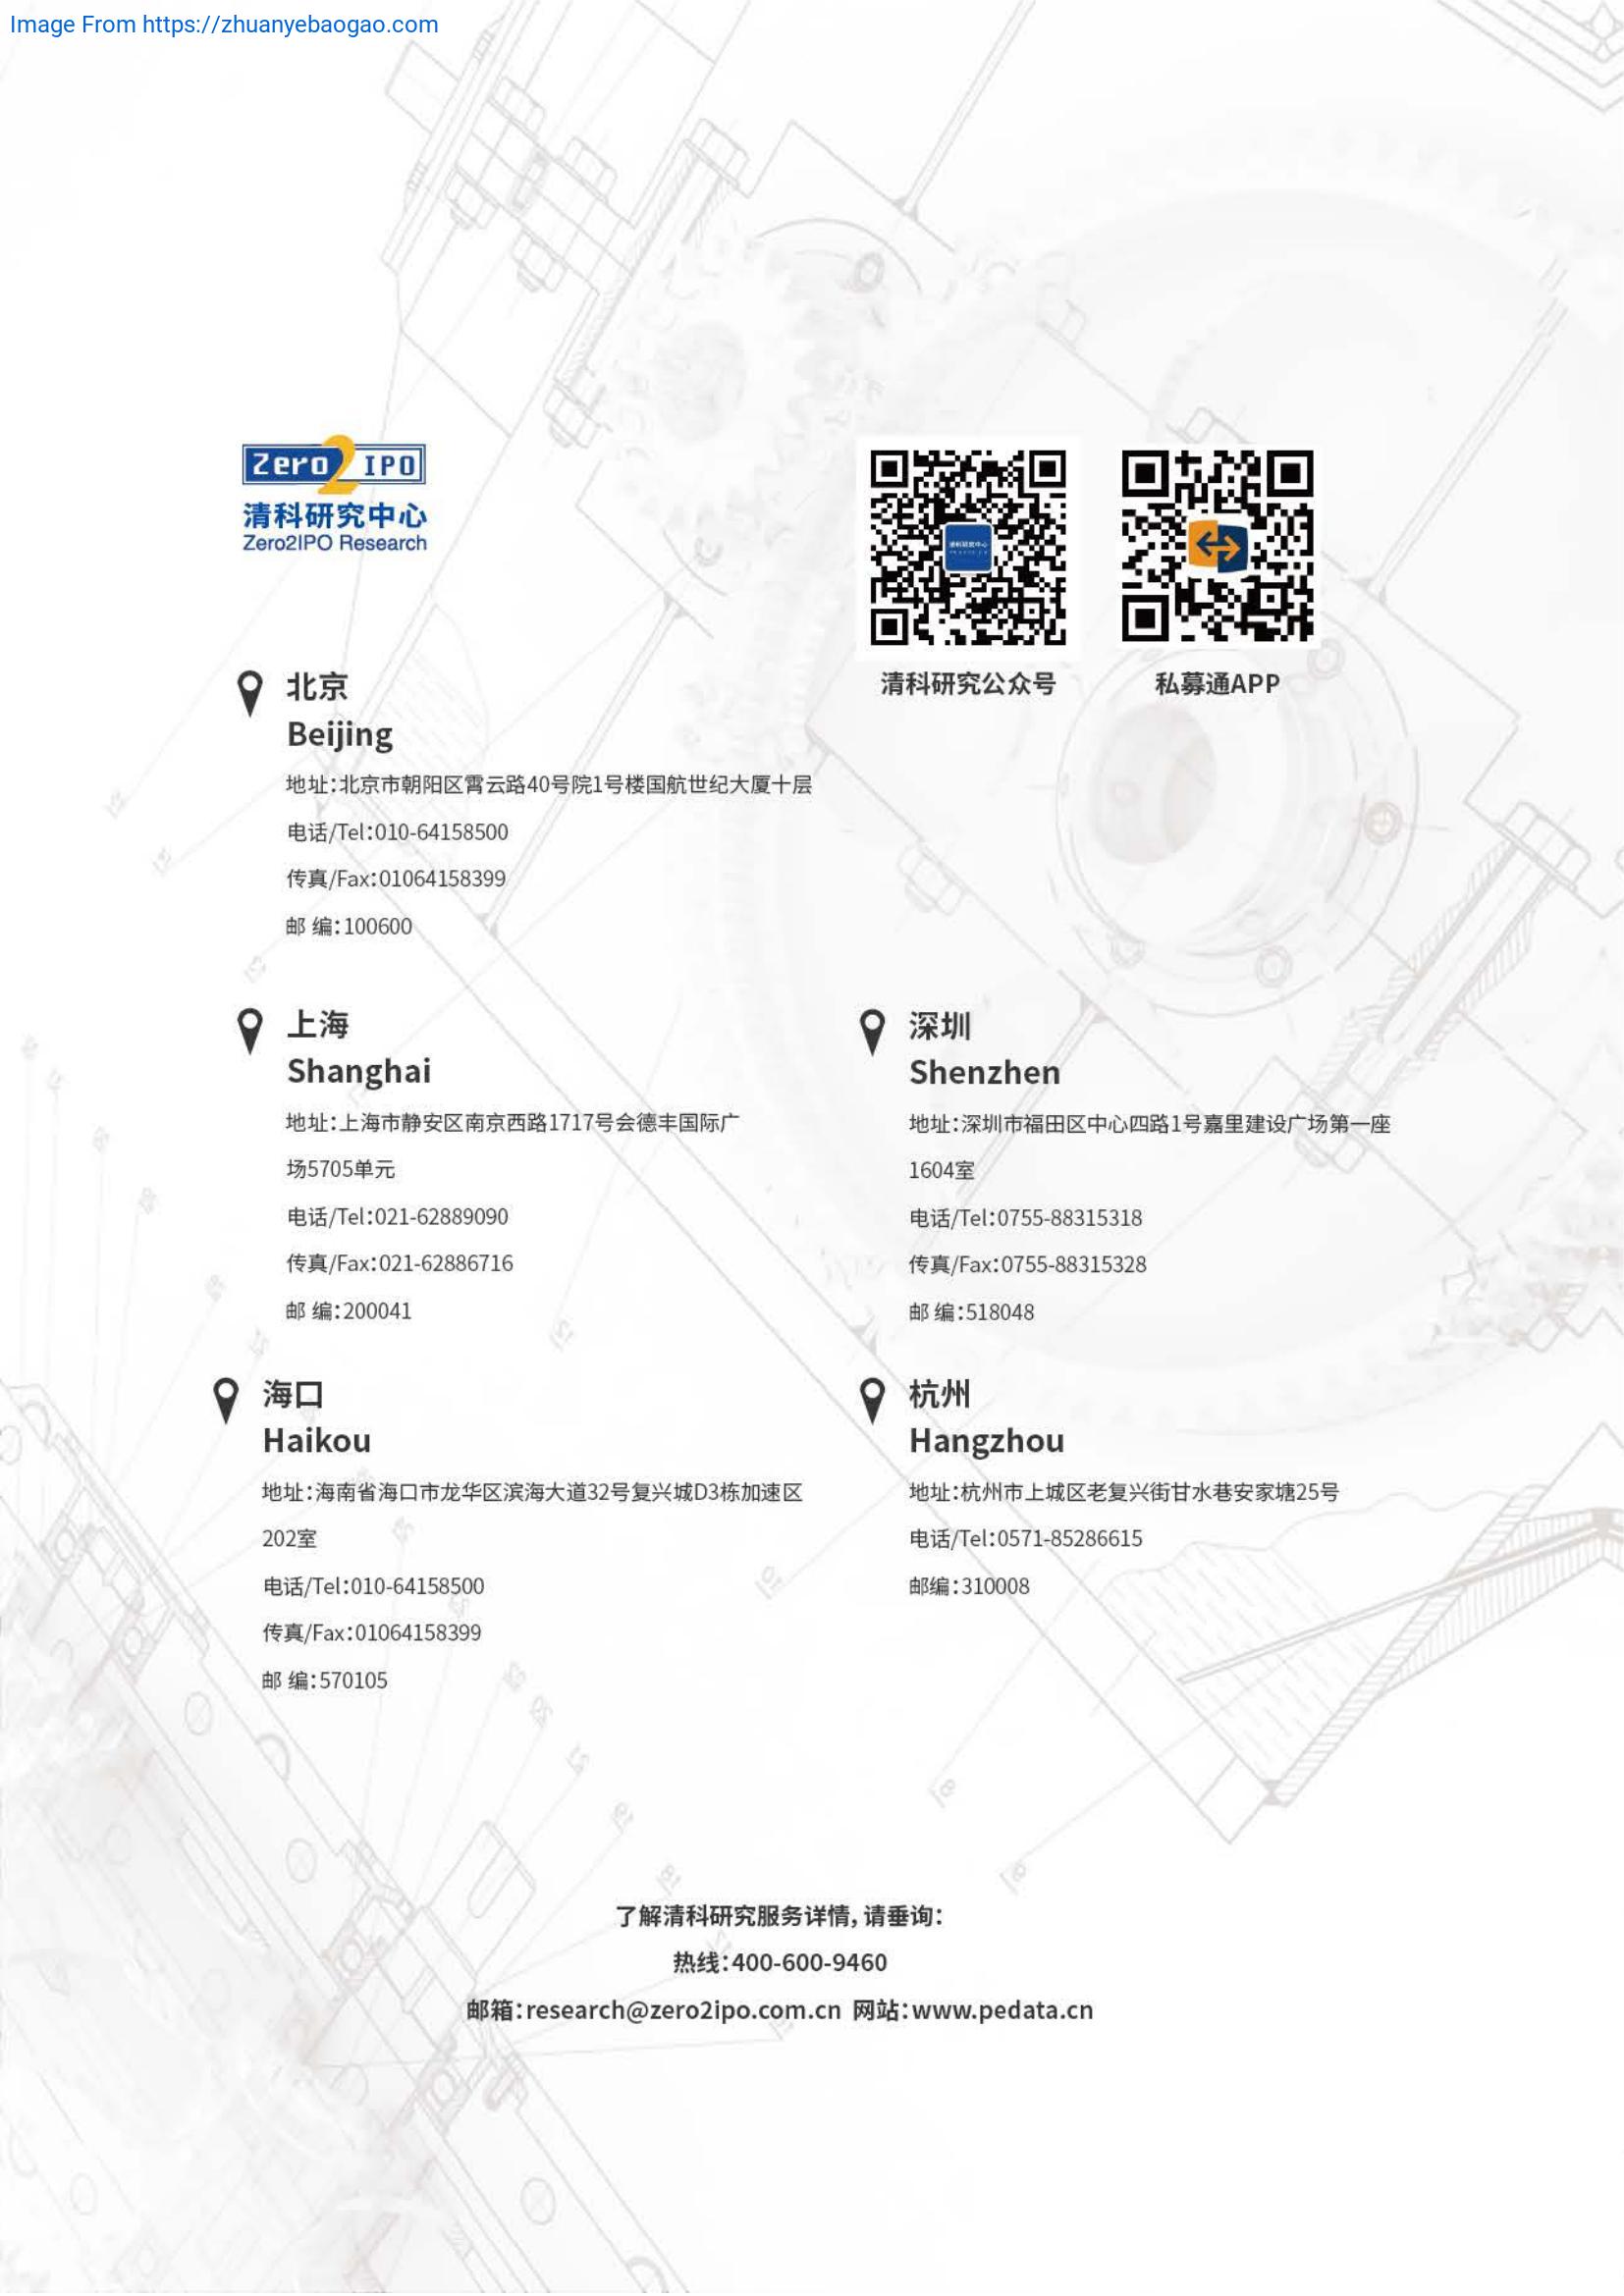 Image From https://zhuanyebaogao.com
Zero2IPO
清科研究中心
Zero2IPO Research
清科研究公众号
私募通APP
北京
Beijing
地址:北京市朝阳区霄云路40号院1号楼国航世纪大厦十层
电话/Tel:010-64158500
传真/Fax:01064158399
邮 编:100600
上海
Shanghai
地址:上海市静安区南京西路1717号会德丰国际广
场5705单元
电话/Tel:021-62889090
传真/Fax:021-62886716
邮 编:200041
深圳
Shenzhen
地址:深圳市福田区中心四路1号嘉里建设广场第一座
1604室
电话/Tel:0755-88315318
传真/Fax:0755-88315328
邮 编:518048
海口
Haikou
地址:海南省海口市龙华区滨海大道32号复兴城D3栋加速区
202室
电话/Tel:010-64158500
传真/Fax:01064158399
邮 编:570105
杭州
Hangzhou
地址:杭州市上城区老复兴街甘水巷安家塘25号
电话/Tel:0571-85286615
邮编:310008
了解清科研究服务详情,请垂询:
热线:400-600-9460
邮箱:research@zero2ipo.com.cn 网站:www.pedata.cn